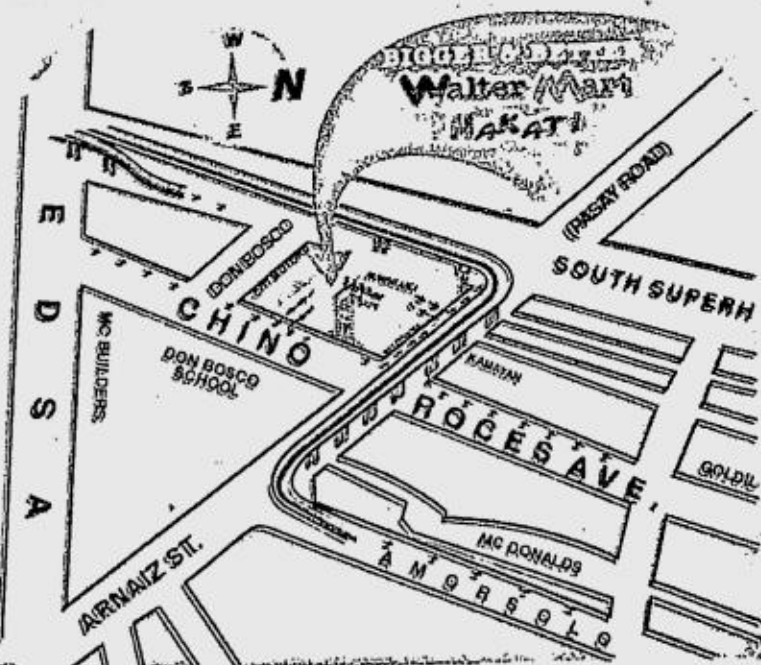 W
N
E
BIGGER & BETTER
Walter Mart
MAKATI
(PASAY ROAD)
SOUTH SUPERH
EDSA
DON BOSCO
CHINO
MC BUILDERS
DON BOSCO
SCHOOL
ROCES AVE.
GOLDIL
MC DONALDS
ARNAIZ ST.
AMORSOLO